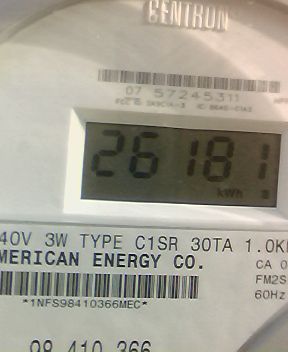 CENTRON
07 57245311
26181
kWh
40V 3W TYPE C1SR 30TA 1.0K
MERICAN ENERGY CO.
CA 0
FM2S
60Hz
*1NFS98410366MEC*
98 410 366